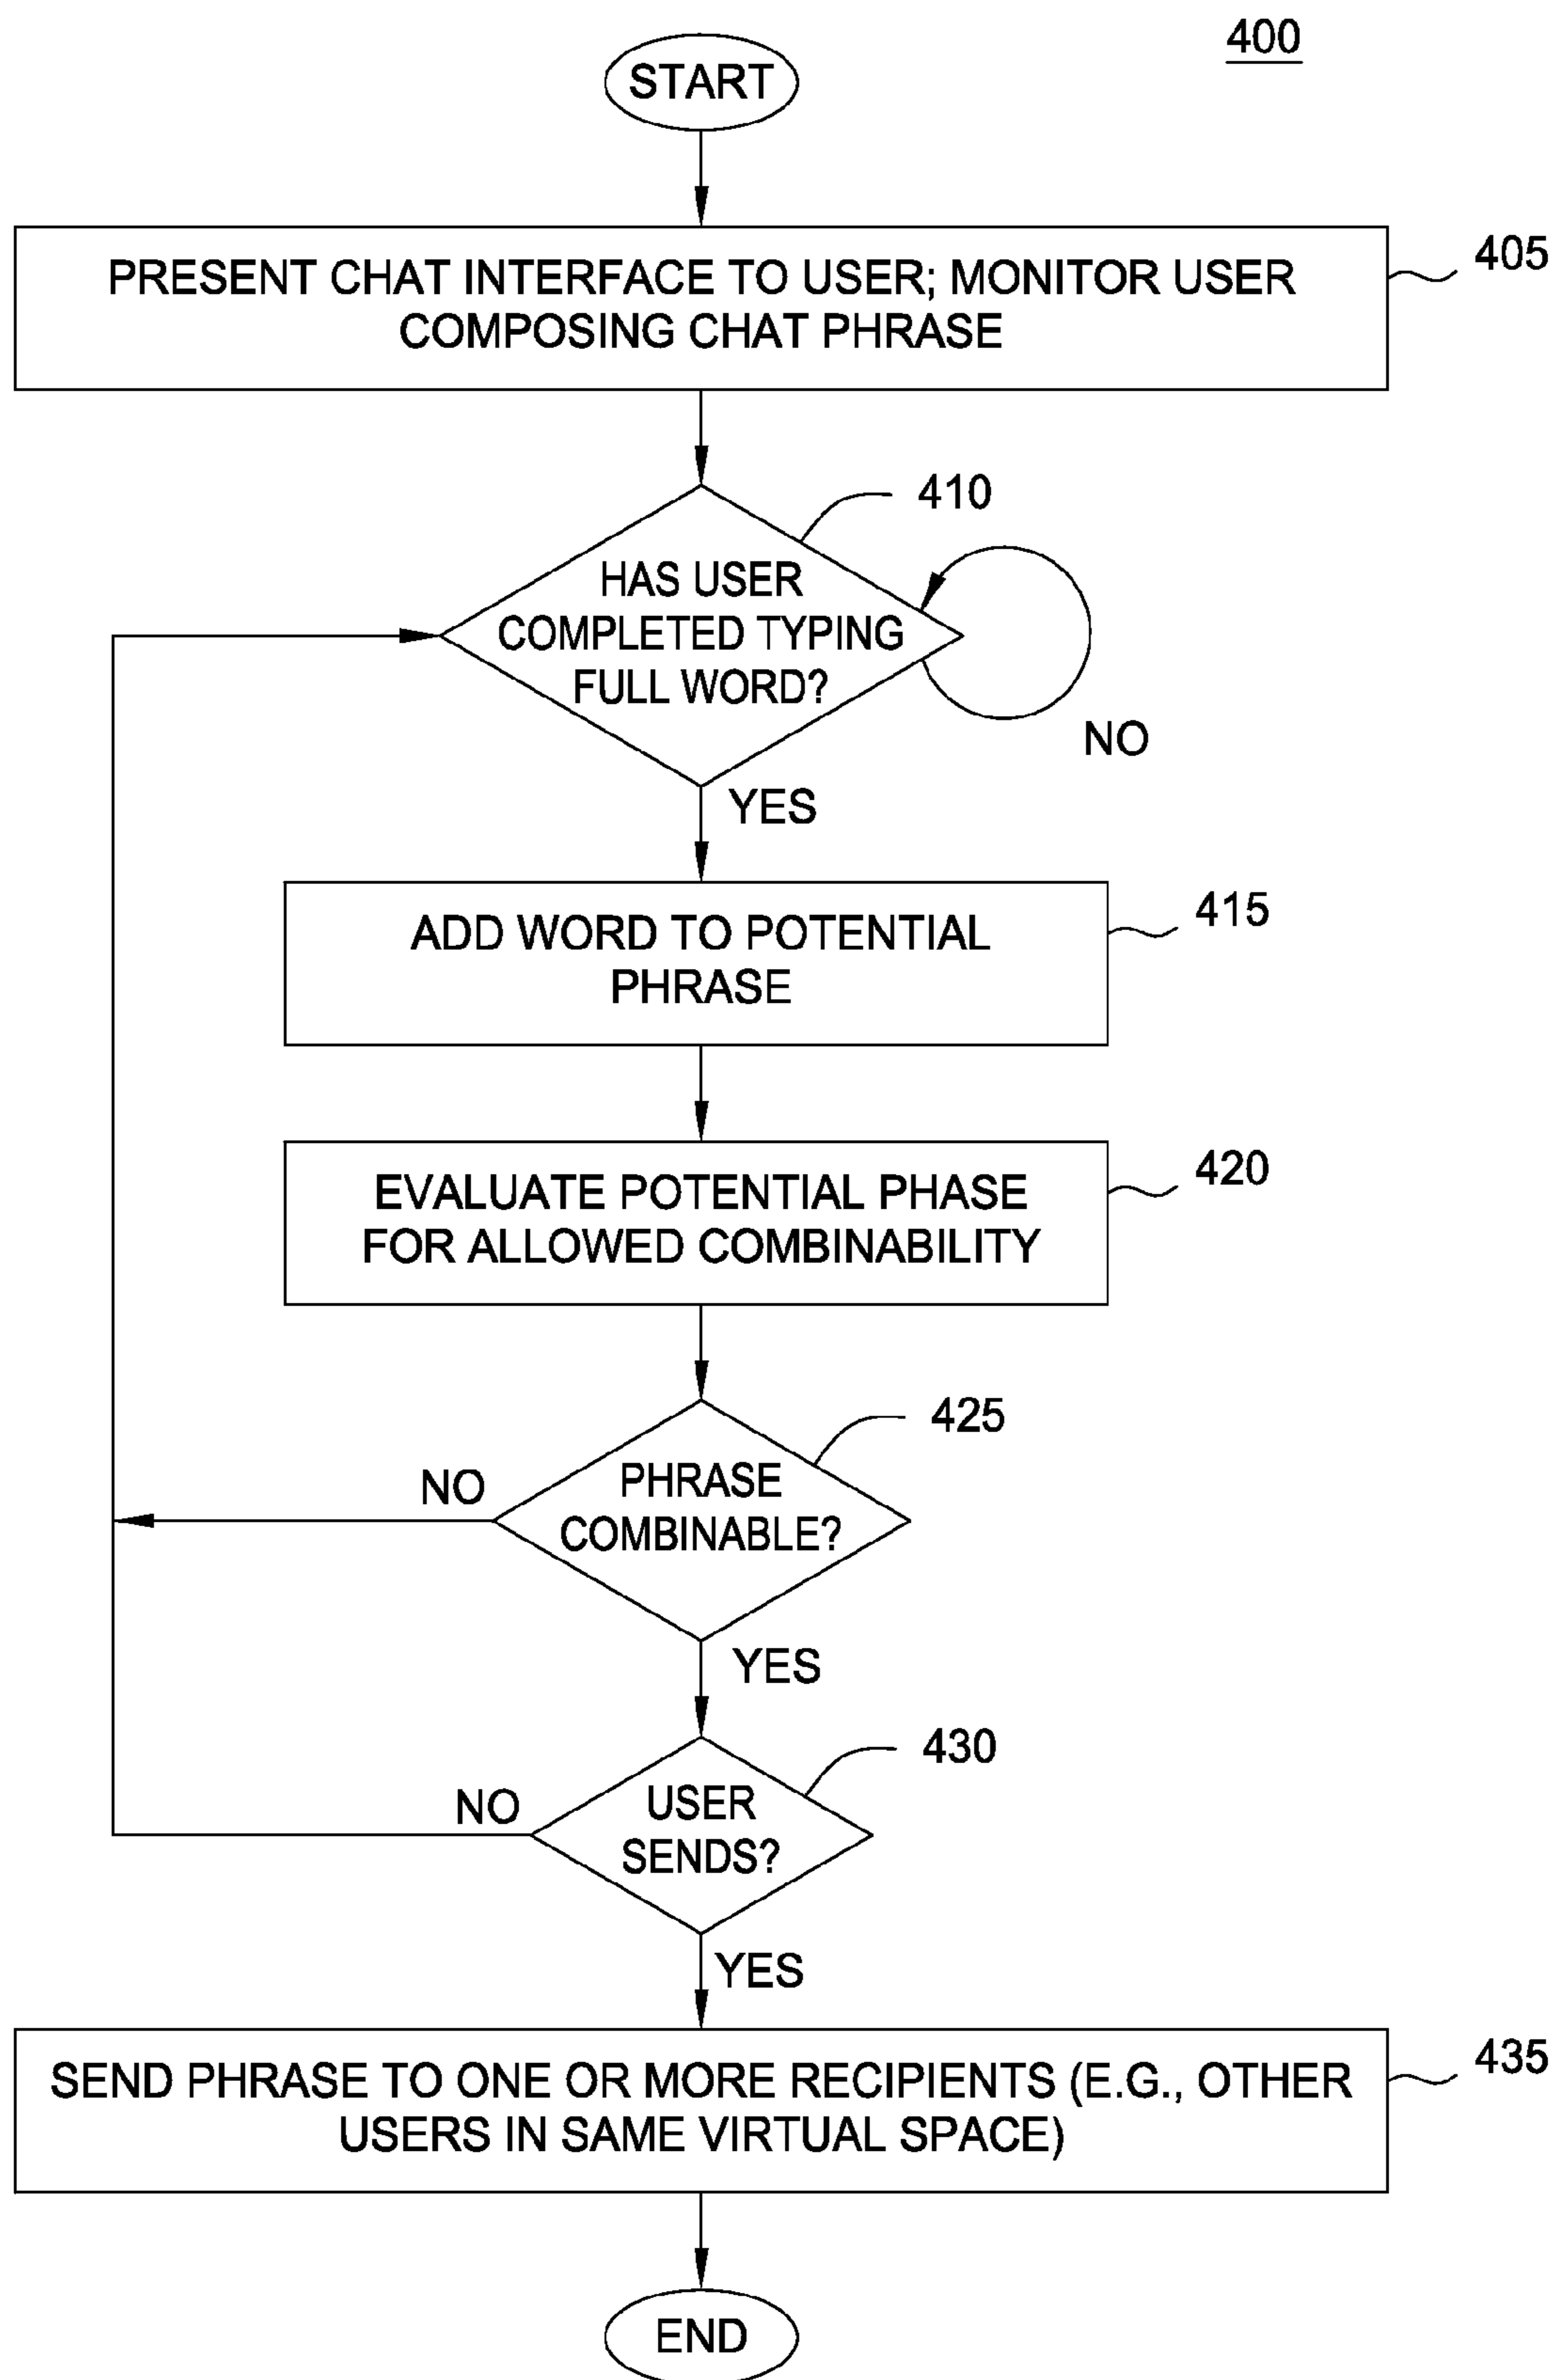 400
START
PRESENT CHAT INTERFACE TO USER; MONITOR USER
COMPOSING CHAT PHRASE
405
410
HAS USER
COMPLETED TYPING
FULL WORD?
NO
YES
ADD WORD TO POTENTIAL
PHRASE
415
EVALUATE POTENTIAL PHASE
FOR ALLOWED COMBINABILITY
420
425
NO
PHRASE
COMBINABLE?
YES
430
NO
USER
SENDS?
YES
SEND PHRASE TO ONE OR MORE RECIPIENTS (E.G., OTHER
USERS IN SAME VIRTUAL SPACE)
435
END